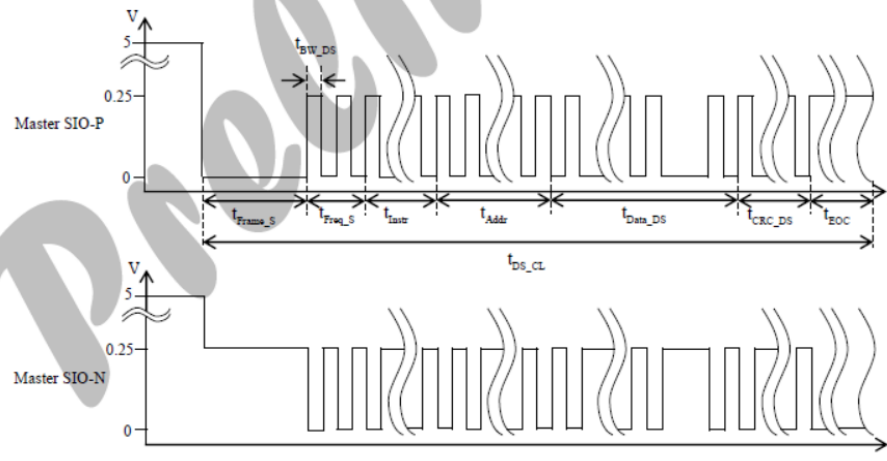 V
5
t_BW_DS
0.25
Master SIO-P
0
t_Frame_S t_Freq_S t_Instr t_Addr t_Data_DS t_CRC_DS t_EOC
t_DS_CL
V
5
0.25
Master SIO-N
0